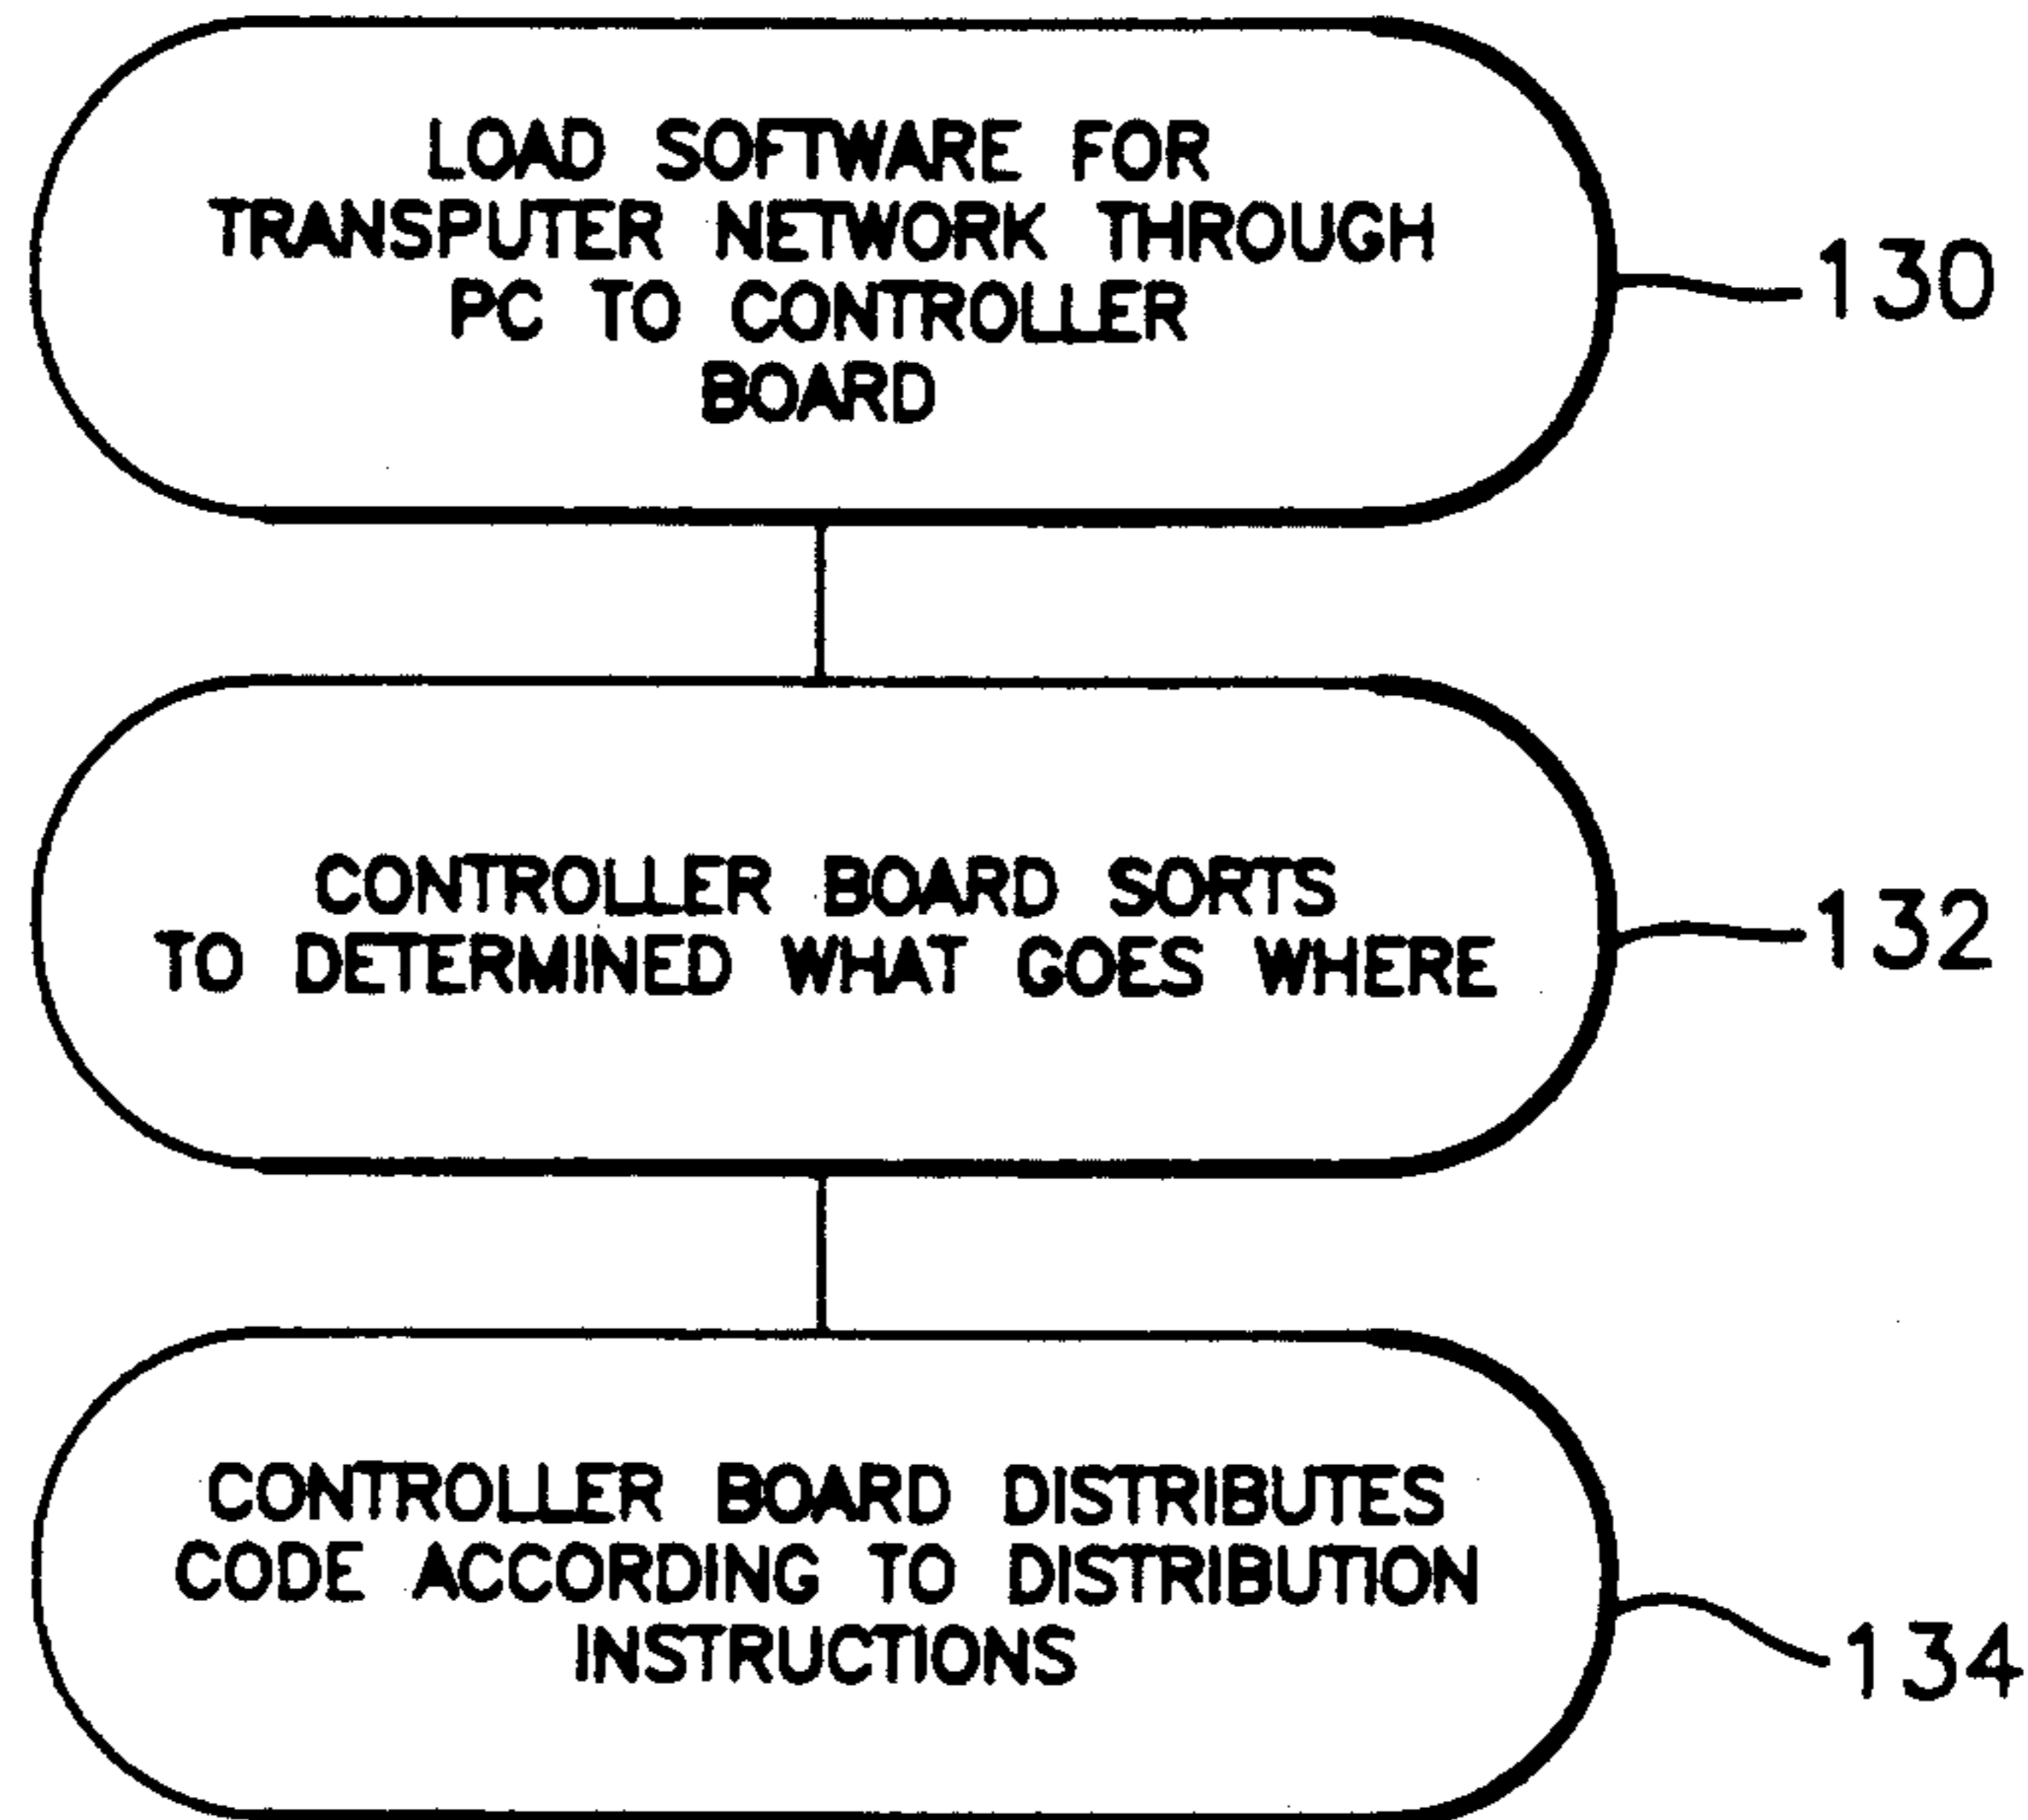 LOAD SOFTWARE FOR
TRANSPUTER NETWORK THROUGH
PC TO CONTROLLER
BOARD
130
CONTROLLER BOARD SORTS
TO DETERMINED WHAT GOES WHERE
132
CONTROLLER BOARD DISTRIBUTES
CODE ACCORDING TO DISTRIBUTION
INSTRUCTIONS
134